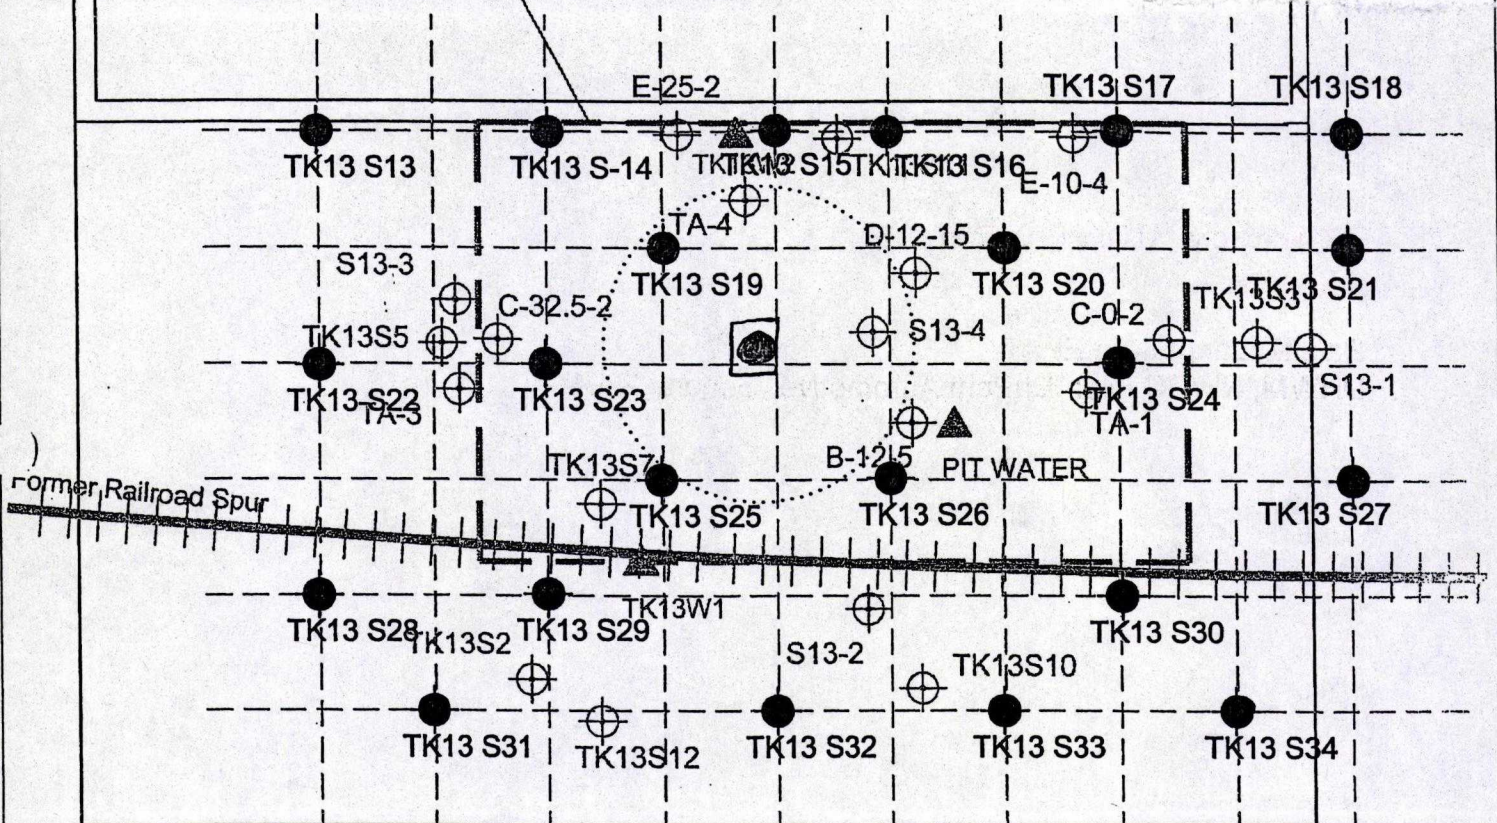 E-25-2
TK13 S17
TK13 S18
TK13 S13
TK13 S-14
TK13 S15
TK13 S16
E-10-4
TA-4
D-12-15
S13-3
TK13 S19
TK13 S20
TK13S3
TK13 S21
C-32.5-2
C-0-2
TK13S5
S13-4
TK13 S22
TA-3
TK13 S23
TK13 S24
S13-1
TA-1
)
TK13S7
B-12-5
PIT WATER
Former Railroad Spur
TK13 S25
TK13 S26
TK13 S27
TK13W1
TK13 S28
TK13S2
TK13 S29
TK13 S30
S13-2
TK13S10
TK13 S31
TK13S12
TK13 S32
TK13 S33
TK13 S34